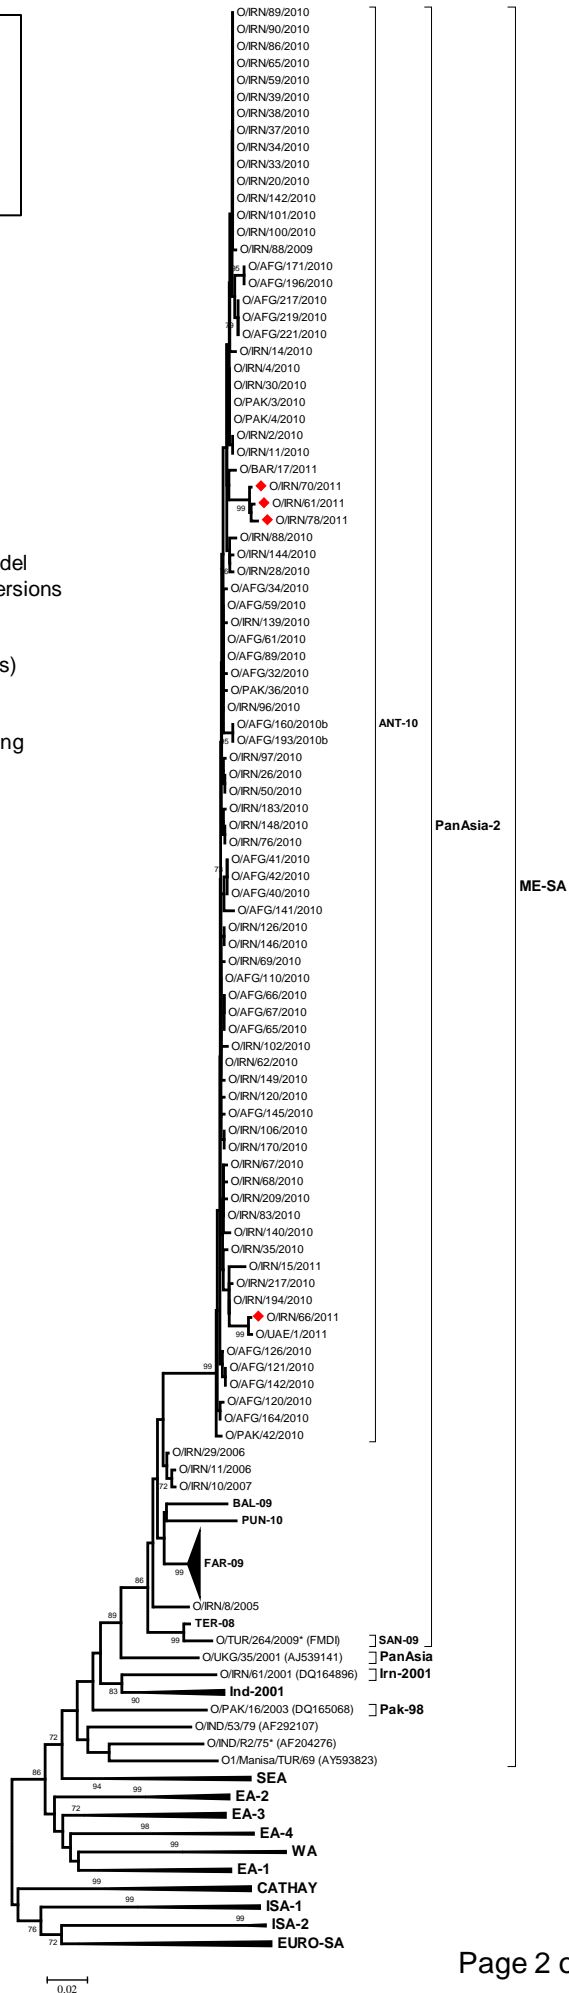 O/IRN/89/2010
O/IRN/90/2010
O/IRN/86/2010
O/IRN/65/2010
O/IRN/59/2010
O/IRN/39/2010
O/IRN/38/2010
O/IRN/37/2010
O/IRN/34/2010
O/IRN/33/2010
O/IRN/20/2010
O/IRN/142/2010
O/IRN/101/2010
O/IRN/100/2010
O/IRN/88/2009
O/AFG/171/2010
O/AFG/196/2010
O/AFG/217/2010
O/AFG/219/2010
O/AFG/221/2010
O/IRN/14/2010
O/IRN/4/2010
O/IRN/30/2010
O/PAK/3/2010
O/PAK/4/2010
O/IRN/2/2010
O/IRN/11/2010
O/BAR/17/2011
O/IRN/70/2011
99 O/IRN/61/2011
O/IRN/78/2011
O/IRN/88/2010
O/IRN/144/2010
del
O/IRN/28/2010
ersions
O/AFG/34/2010
O/AFG/59/2010
O/IRN/139/2010
O/AFG/61/2010
O/AFG/89/2010
s)
O/AFG/32/2010
O/PAK/36/2010
O/IRN/96/2010
O/AFG/160/2010b
ANT-10
O/AFG/193/2010b
ng
O/IRN/97/2010
O/IRN/26/2010
O/IRN/50/2010
O/IRN/183/2010
O/IRN/148/2010
PanAsia-2
O/IRN/76/2010
O/AFG/41/2010
O/AFG/42/2010
ME-SA
O/AFG/40/2010
O/AFG/141/2010
O/IRN/126/2010
O/IRN/146/2010
O/IRN/69/2010
O/AFG/110/2010
O/AFG/66/2010
O/AFG/67/2010
O/AFG/65/2010
O/IRN/102/2010
O/IRN/62/2010
O/IRN/149/2010
O/IRN/120/2010
O/AFG/145/2010
O/IRN/106/2010
O/IRN/170/2010
O/IRN/67/2010
O/IRN/68/2010
O/IRN/209/2010
O/IRN/83/2010
O/IRN/140/2010
O/IRN/35/2010
O/IRN/15/2011
O/IRN/217/2010
O/IRN/194/2010
O/IRN/66/2011
99 O/UAE/1/2011
O/AFG/126/2010
99 O/AFG/121/2010
O/AFG/142/2010
O/AFG/120/2010
O/AFG/164/2010
O/PAK/42/2010
O/IRN/29/2006
O/IRN/11/2006
72 O/IRN/10/2007
BAL-09
PUN-10
99 FAR-09
86
O/IRN/8/2005
89 TER-08
99 O/TUR/264/2009* (FMDI) SAN-09
O/UKG/35/2001 (AJ539141) PanAsia
O/IRN/61/2001 (DQ164896) Irn-2001
83 90 Ind-2001
O/PAK/16/2003 (DQ165068) Pak-98
O/IND/53/79 (AF292107)
72 O/IND/R2/75* (AF204276)
O1/Manisa/TUR/69 (AY593823)
86 SEA
94 99 EA-2
72 EA-3
98 EA-4
99 WA
EA-1
99 CATHAY
99 ISA-1
76 99 ISA-2
72 EURO-SA
0.02
Page 2 o